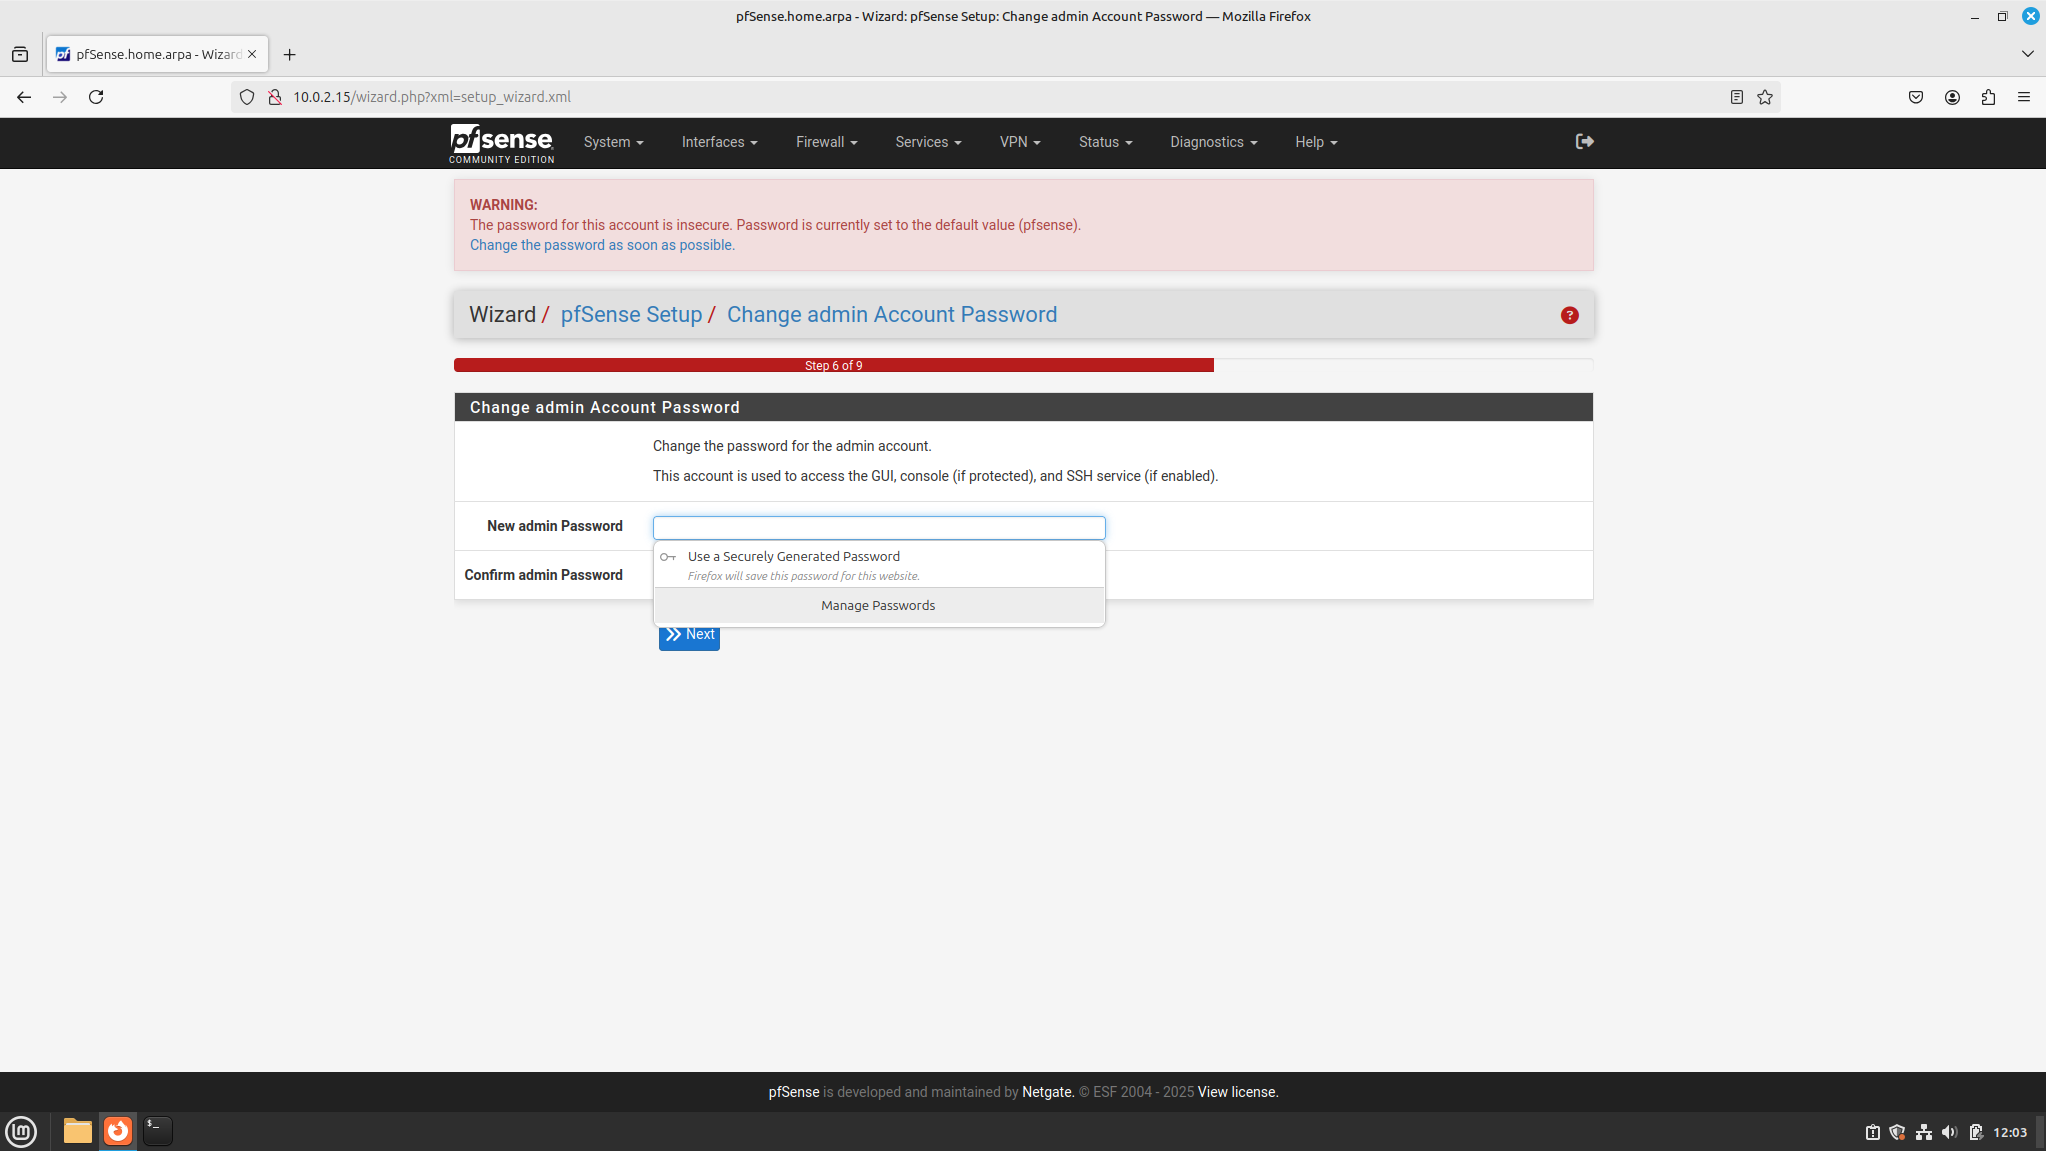 pfSense.home.arpa - Wizard: pfSense Setup: Change admin Account Password — Mozilla Firefox
pfSense.home.arpa - Wizard
10.0.2.15/wizard.php?xml=setup_wizard.xml
pfsense
COMMUNITY EDITION
System
Interfaces
Firewall
Services
VPN
Status
Diagnostics
Help
WARNING:
The password for this account is insecure. Password is currently set to the default value (pfsense).
Change the password as soon as possible.
Wizard / pfSense Setup / Change admin Account Password
Step 6 of 9
Change admin Account Password
Change the password for the admin account.
This account is used to access the GUI, console (if protected), and SSH service (if enabled).
New admin Password
Use a Securely Generated Password
Firefox will save this password for this website.
Confirm admin Password
Manage Passwords
Next
pfSense is developed and maintained by Netgate. © ESF 2004 - 2025 View license.
12:03